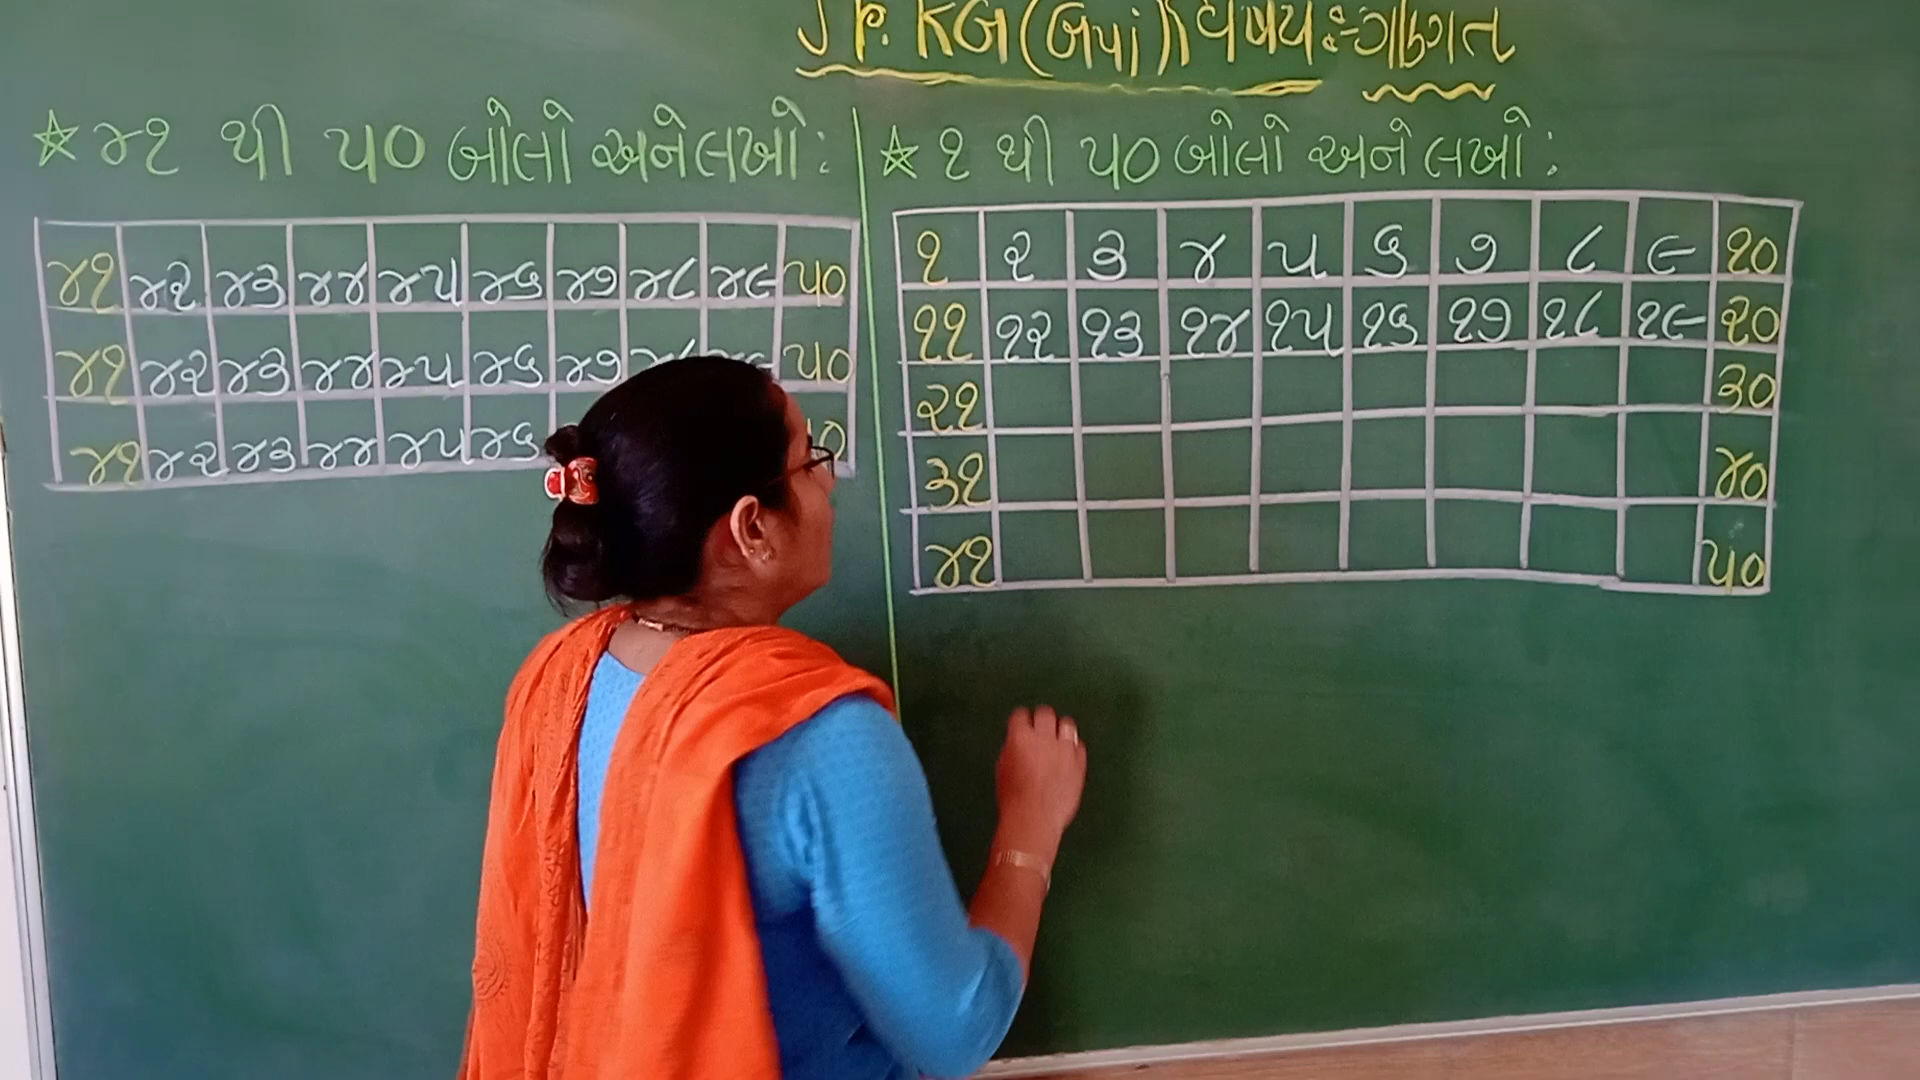 Jr. KG (બપા) વિષય:-ગણિત
☆ ૪૧ થી ૫૦ બોલો અને લખો:
૪૧ ૪૨ ૪૩ ૪૪ ૪૫ ૪૬ ૪૭ ૪૮ ૪૯ ૫૦
૪૧ ૪૨ ૪૩ ૪૪ ૪૫ ૪૬ ૪૭ ૫૦
૪૧ ૪૨ ૪૩ ૪૪ ૪૫ ૪૬
☆ ૧ થી ૫૦ બોલો અને લખો:
૧ ૨ ૩ ૪ ૫ ૬ ૭ ૮ ૯ ૧૦
૧૧ ૧૨ ૧૩ ૧૪ ૧૫ ૧૬ ૧૭ ૧૮ ૧૯ ૨૦
૨૧ ૩૦
૩૧ ૪૦
૪૧ ૫૦